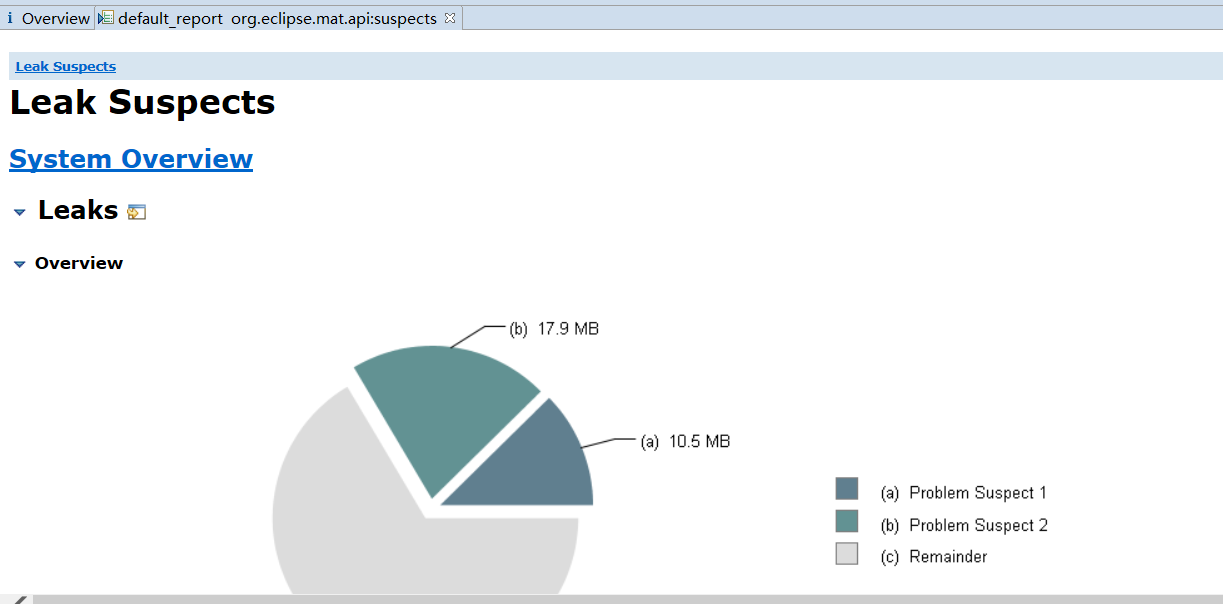 i Overview default_report org.eclipse.mat.api:suspects
Leak Suspects
Leak Suspects
System Overview
Leaks
Overview
(b) 17.9 MB
(a) 10.5 MB
(a) Problem Suspect 1
(b) Problem Suspect 2
(c) Remainder